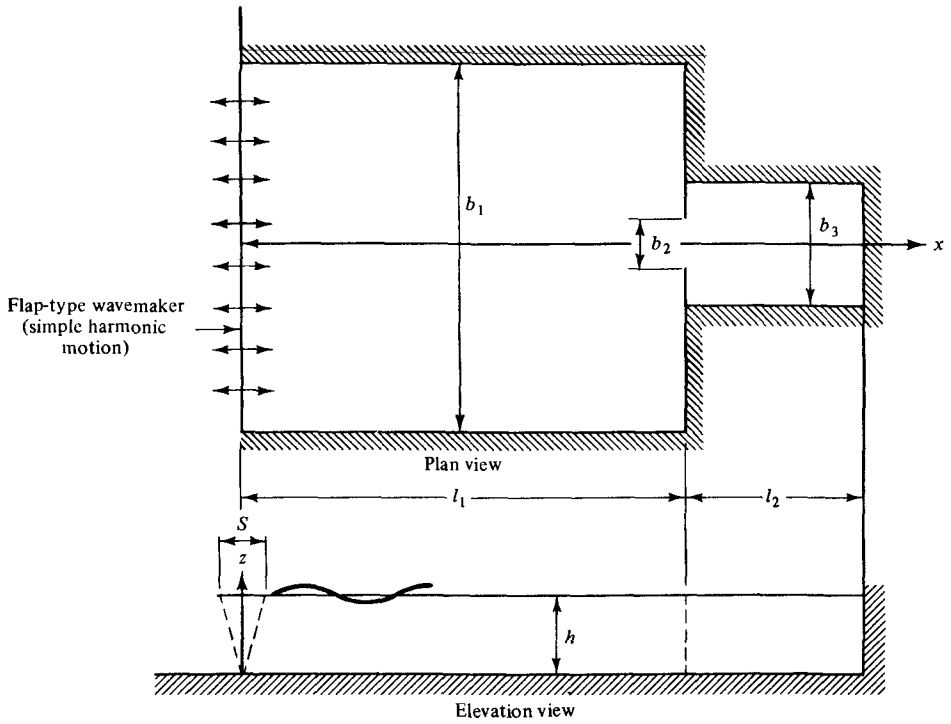 b1
b2
b3
x
Flap-type wavemaker
(simple harmonic
motion)
Plan view
l1
l2
S
z
h
Elevation view